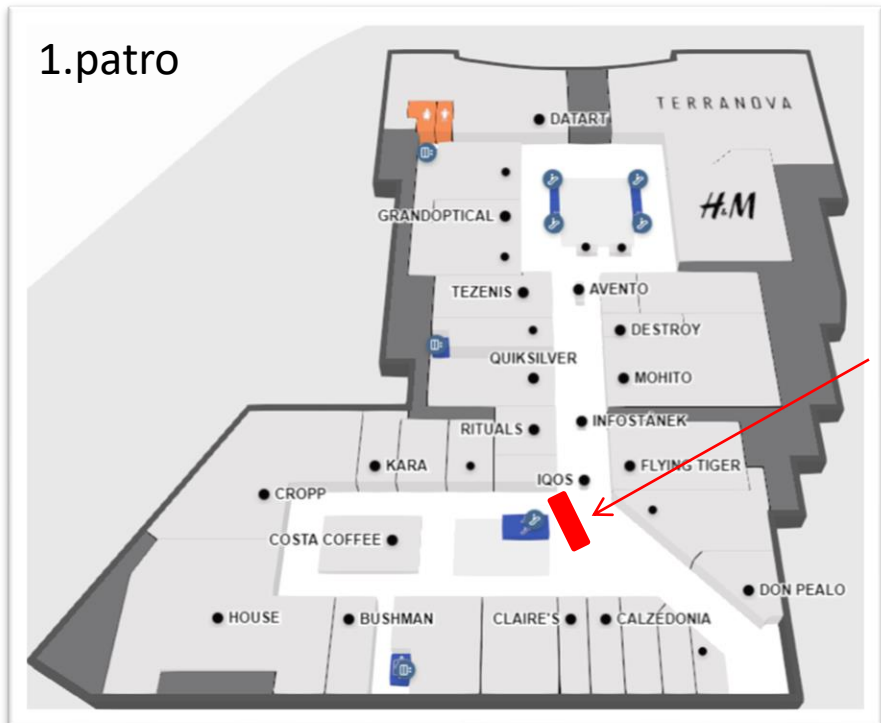 1.patro
TERRANOVA
DATART
H&M
GRANDOPTICAL
TEZENIS
AVENTO
DESTROY
QUIKSILVER
MOHITO
INFOSTÁNEK
RITUALS
KARA
IQOS
FLYING TIGER
CROPP
COSTA COFFEE
DON PEALO
HOUSE
BUSHMAN
CLAIRE'S
CALZEDONIA